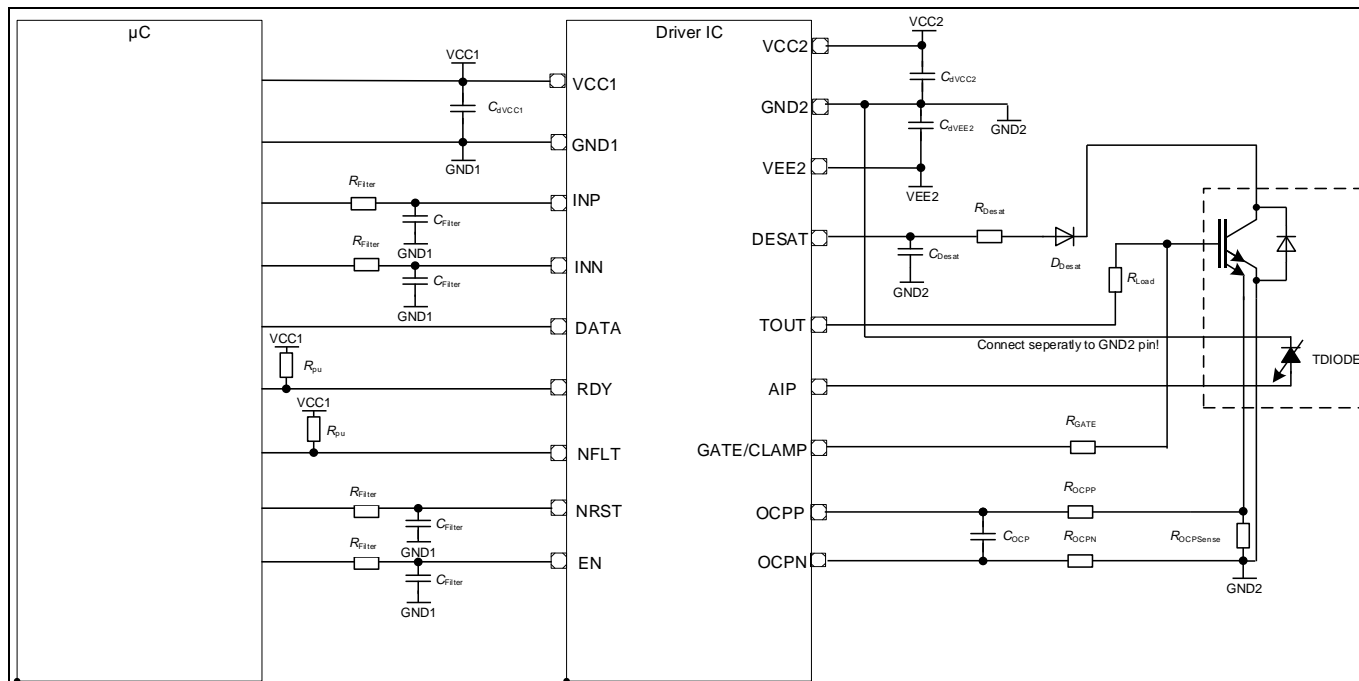 µC
Driver IC
VCC1
VCC1
CdVCC1
GND1
GND1
RFilter
INP
CFilter
GND1
RFilter
INN
CFilter
GND1
DATA
VCC1
Rpu
RDY
VCC1
Rpu
NFLT
RFilter
NRST
CFilter
GND1
RFilter
EN
CFilter
GND1
VCC2
VCC2
CdVCC2
GND2
GND2
CdVEE2
VEE2
VEE2
RDesat
DESAT
CDesat
DDesat
GND2
RLoad
TOUT
Connect seperatly to GND2 pin!
TDIODE
AIP
RGATE
GATE/CLAMP
ROCPP
OCPP
COCP
ROCPN
ROCPSense
OCPN
GND2